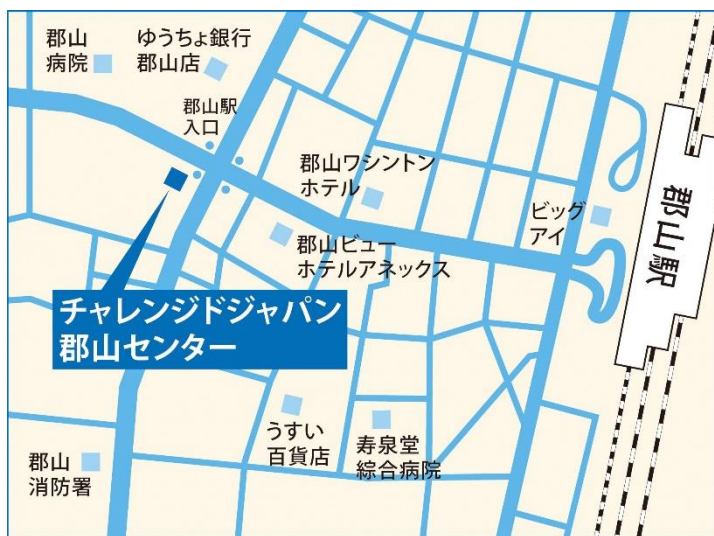 郡山
病院
ゆうちょ銀行
郡山店
郡山駅
入口
郡山ワシントン
ホテル
ビッグ
アイ
郡山駅
郡山ビュー
ホテルアネックス
チャレンジドジャパン
郡山センター
うすい
百貨店
寿泉堂
綜合病院
郡山
消防署